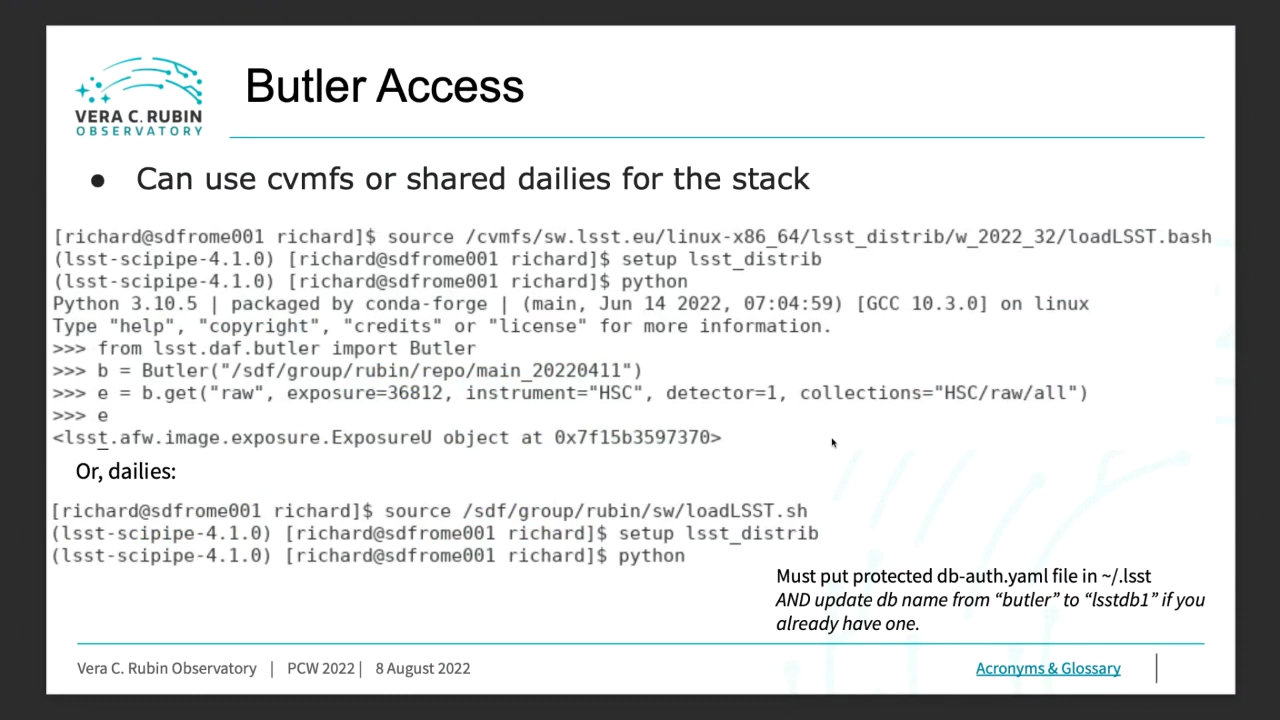 VERA C. RUBIN
OBSERVATORY
Butler Access
● Can use cvmfs or shared dailies for the stack
[richard@sdfrome001 richard]$ source /cvmfs/sw.lsst.eu/linux-x86_64/lsst_distrib/w_2022_32/loadLSST.bash
(lsst-scipipe-4.1.0) [richard@sdfrome001 richard]$ setup lsst_distrib
(lsst-scipipe-4.1.0) [richard@sdfrome001 richard]$ python
Python 3.10.5 | packaged by conda-forge | (main, Jun 14 2022, 07:04:59) [GCC 10.3.0] on linux
Type "help", "copyright", "credits" or "license" for more information.
>>> from lsst.daf.butler import Butler
>>> b = Butler("/sdf/group/rubin/repo/main_20220411")
>>> e = b.get("raw", exposure=36812, instrument="HSC", detector=1, collections="HSC/raw/all")
>>> e
<lsst.afw.image.exposure.ExposureU object at 0x7f15b3597370>
Or, dailies:
[richard@sdfrome001 richard]$ source /sdf/group/rubin/sw/loadLSST.sh
(lsst-scipipe-4.1.0) [richard@sdfrome001 richard]$ setup lsst_distrib
(lsst-scipipe-4.1.0) [richard@sdfrome001 richard]$ python
Must put protected db-auth.yaml file in ~/.lsst
AND update db name from “butler” to “lsstdb1” if you
already have one.
Vera C. Rubin Observatory | PCW 2022 | 8 August 2022
Acronyms & Glossary